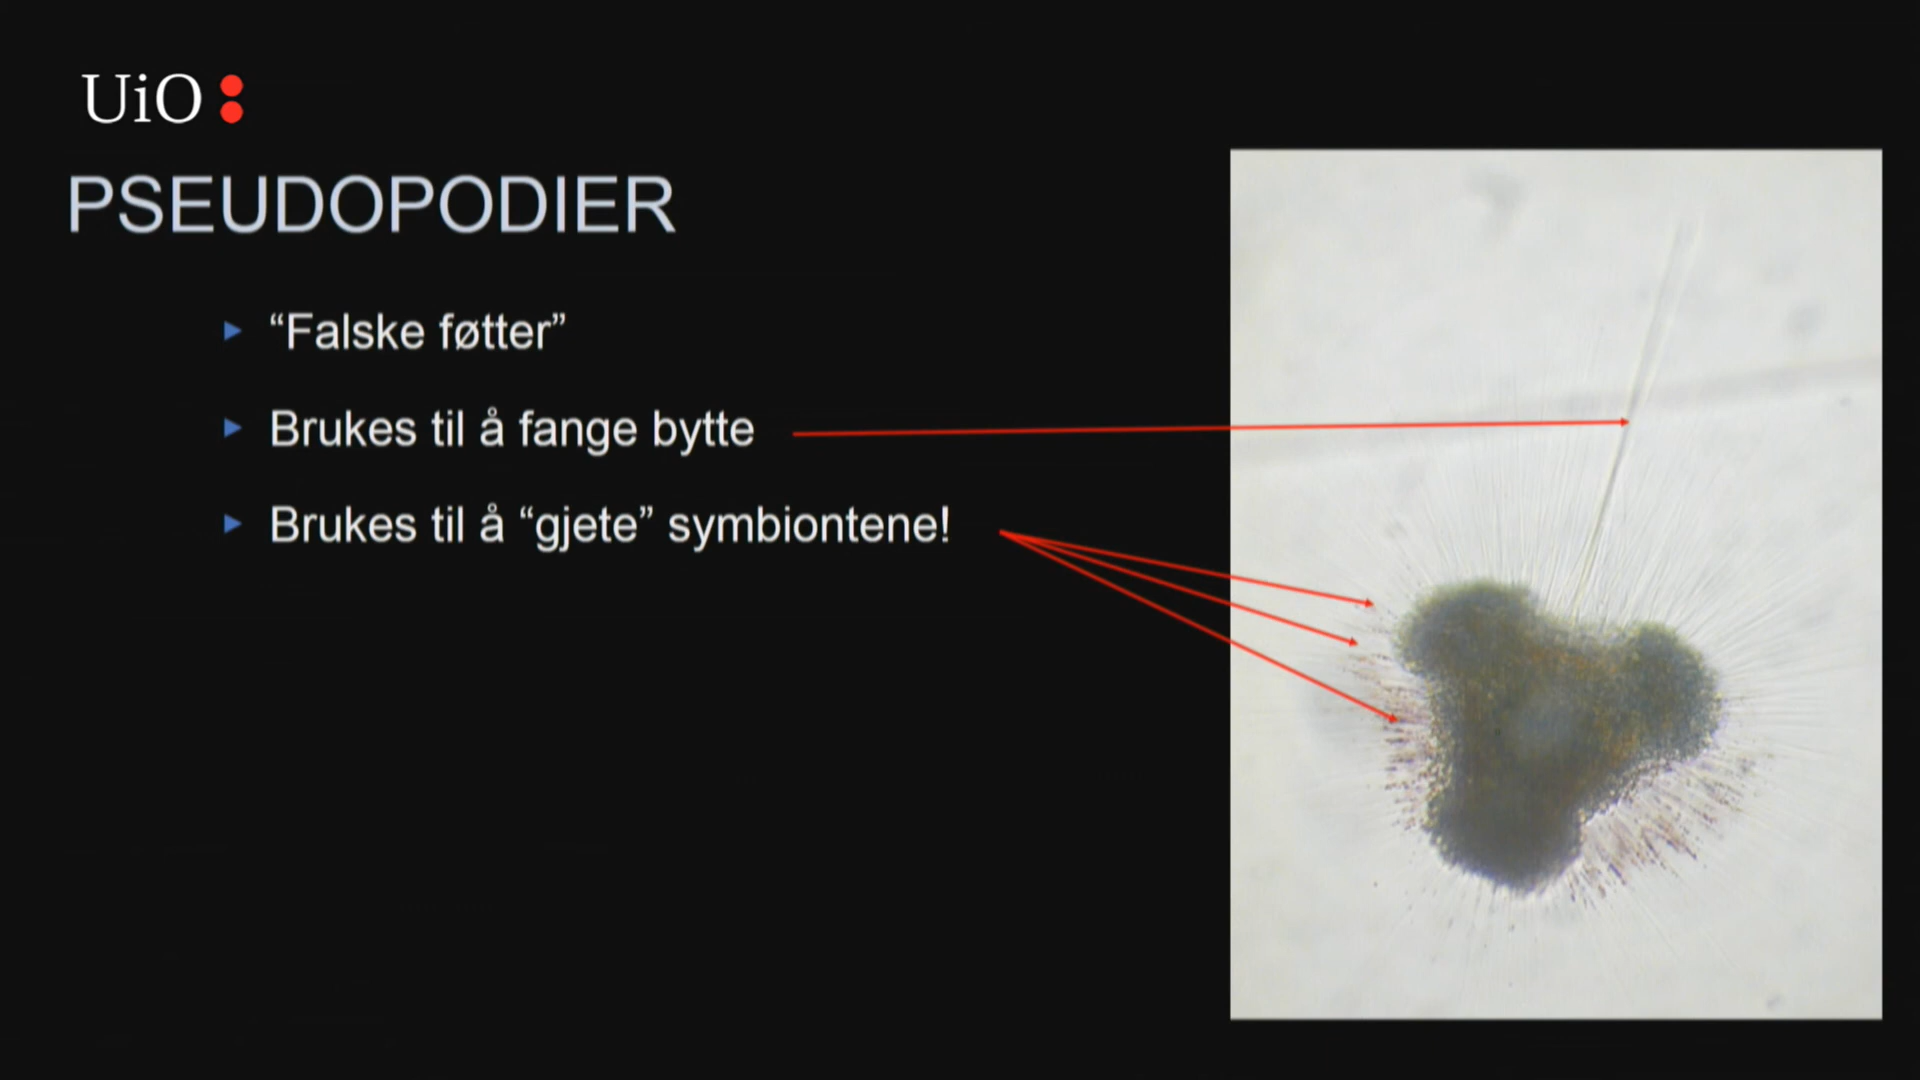 UiO
PSEUDOPODIER
“Falske føtter”
Brukes til å fange bytte
Brukes til å “gjete” symbiontene!